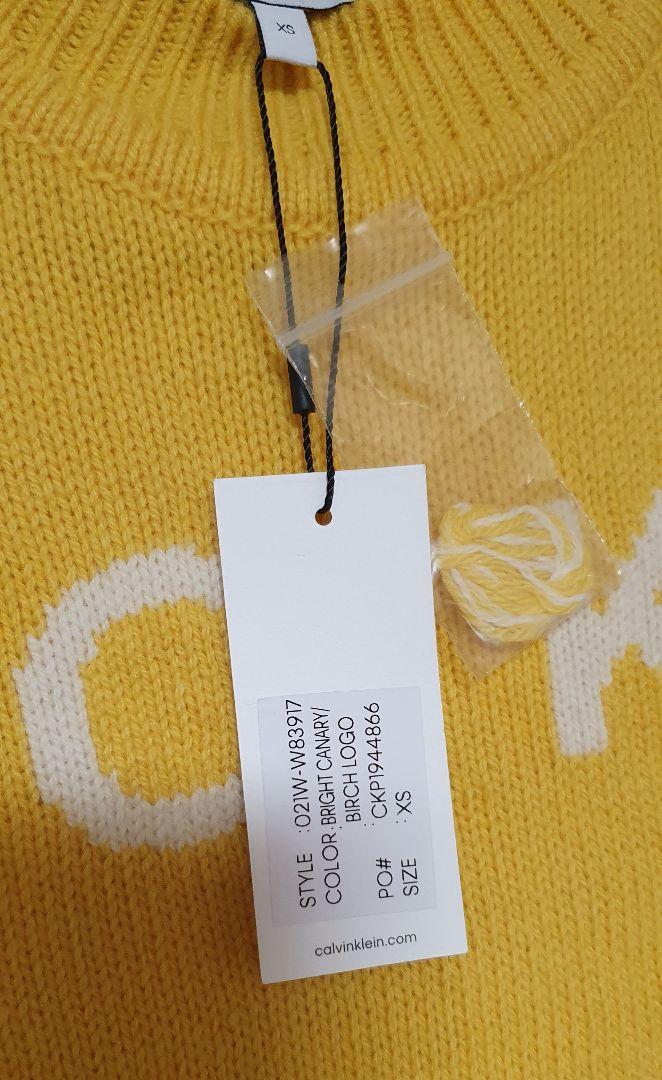 XS
STYLE : 021W-W83917
COLOR : BRIGHT CANARY/
BIRCH LOGO
PO# : CKP1944866
SIZE : XS
calvinklein.com
C